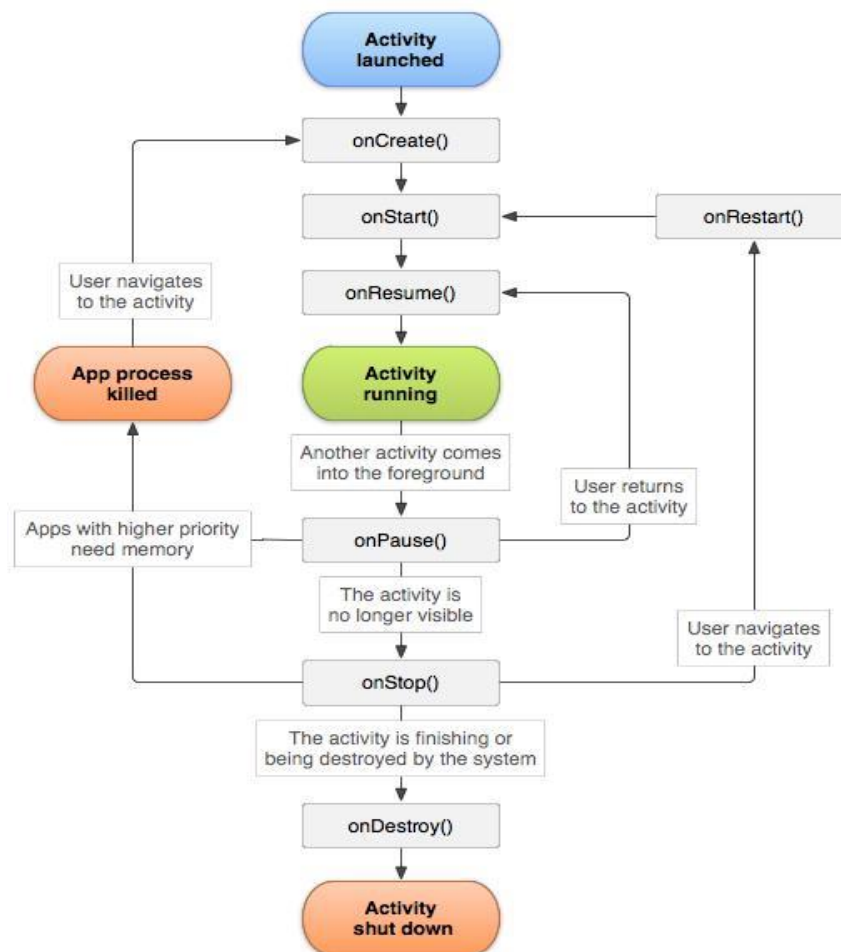 Activity
launched
onCreate()
onStart()
onRestart()
User navigates
to the activity
onResume()
App process
killed
Activity
running
Another activity comes
into the foreground
User returns
to the activity
Apps with higher priority
need memory
onPause()
The activity is
no longer visible
User navigates
to the activity
onStop()
The activity is finishing or
being destroyed by the system
onDestroy()
Activity
shut down